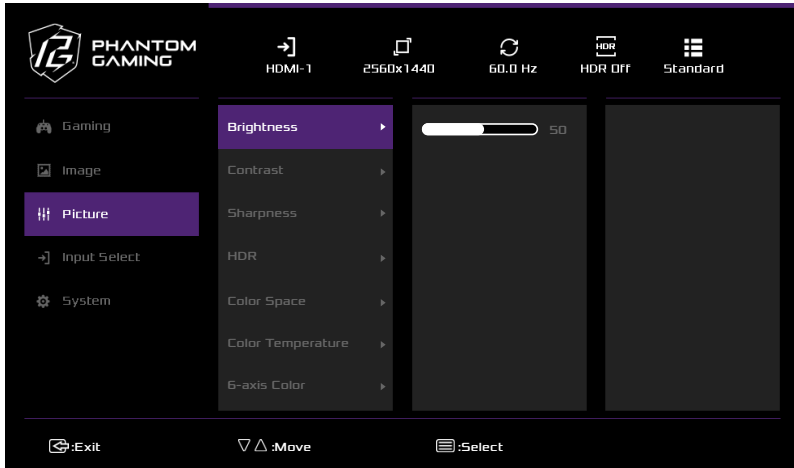 PHANTOM
GAMING
HDMI-1
2560x1440
60.0 Hz
HDR
HDR Off
Standard
Gaming
Image
Picture
Input Select
System
Brightness
Contrast
Sharpness
HDR
Color Space
Color Temperature
6-axis Color
50
:Exit
:Move
:Select